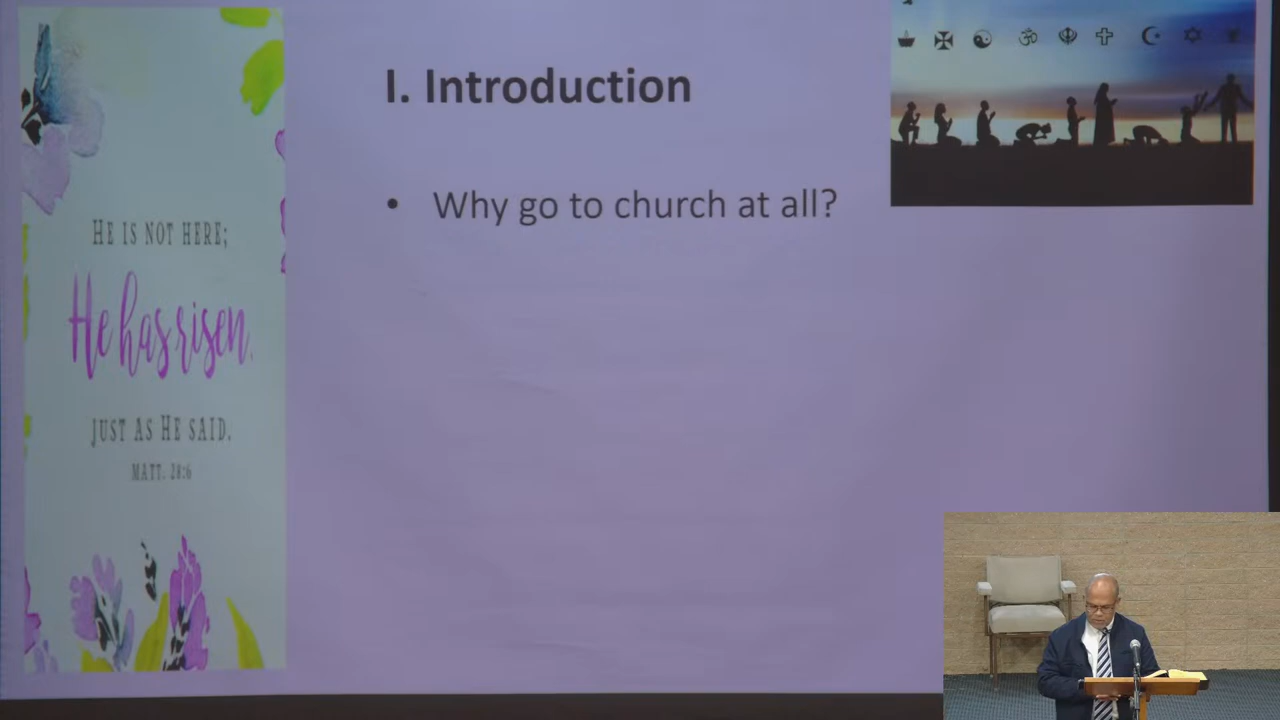 HE IS NOT HERE;
He has risen,
JUST AS HE SAID.
MATT. 28:6
I. Introduction
• Why go to church at all?